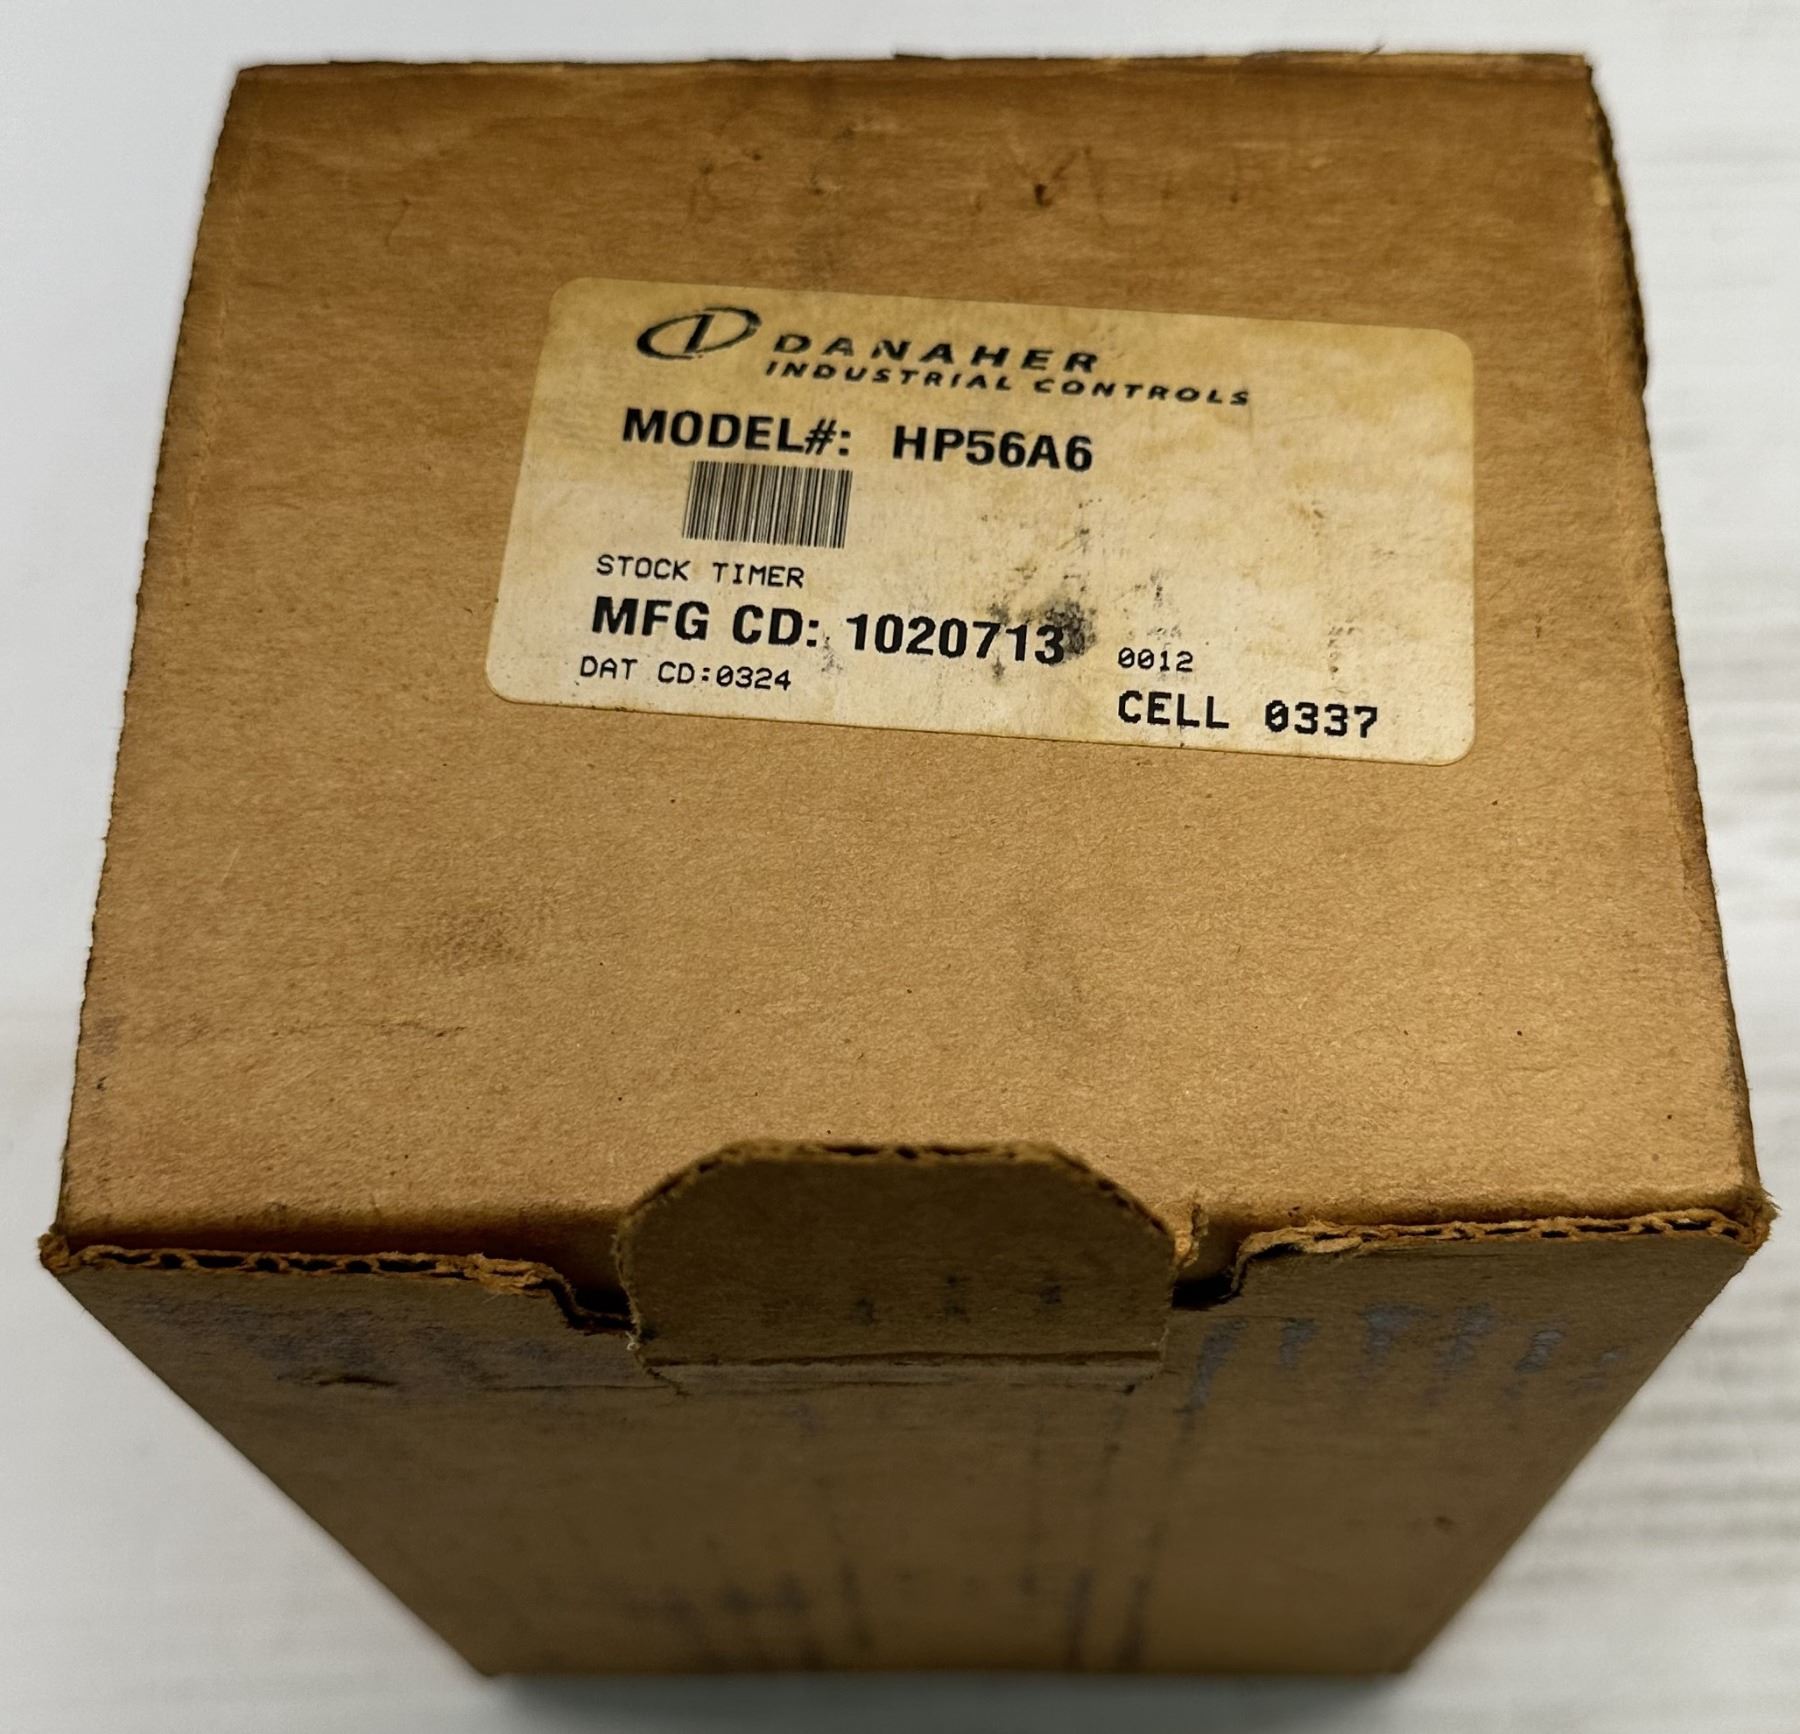 DANAHER
INDUSTRIAL CONTROLS
MODEL#: HP56A6
STOCK TIMER
MFG CD: 1020713 0012
DAT CD:0324
CELL 0337